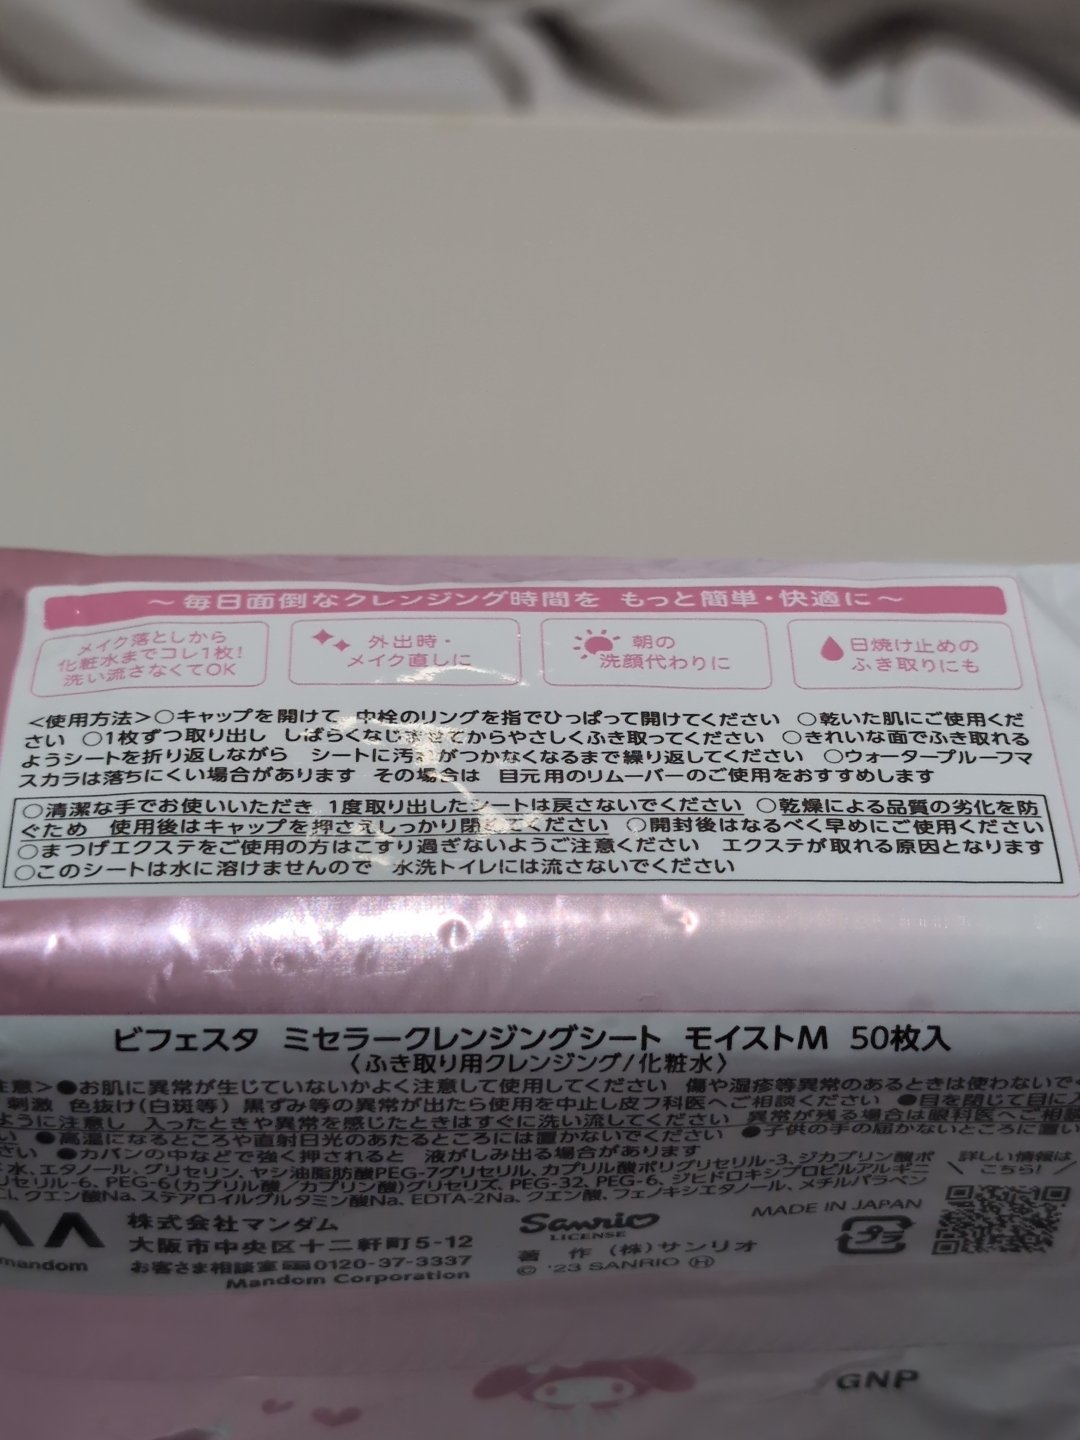 ～毎日面倒なクレンジング時間を もっと簡単・快適に～
メイク落としから
化粧水までコレ1枚!
洗い流さなくてOK
外出時・
メイク直しに
朝の
洗顔代わりに
日焼け止めの
ふき取りにも
<使用方法>○キャップを開けて 中栓のリングを指でひっぱって開けてください ○乾いた肌にご使用くだ
さい ○1枚ずつ取り出し しばらくなじませてからやさしくふき取ってください ○きれいな面でふき取れる
ようシートを折り返しながら シートに汚れがつかなくなるまで繰り返してください ○ウォータープルーフマ
スカラは落ちにくい場合があります その場合は 目元用のリムーバーのご使用をおすすめします
○清潔な手でお使いいただき 1度取り出したシートは戻さないでください ○乾燥による品質の劣化を防
ぐため 使用後はキャップを押さえしっかり閉めてください ○開封後はなるべく早めにご使用ください
○まつげエクステをご使用の方はこすり過ぎないようご注意ください エクステが取れる原因となります
○このシートは水に溶けませんので 水洗トイレには流さないでください
ビフェスタ ミセラークレンジングシート モイストM 50枚入
〈ふき取り用クレンジング/化粧水〉
注意>●お肌に異常が生じていないかよく注意して使用してください 傷や湿疹等異常のあるときは使わないで
刺激 色抜け(白斑等) 黒ずみ等の異常が出たら使用を中止し皮フ科医へご相談ください ●目を閉じて目に入
ように注意し 入ったときや異常を感じたときはすぐに洗い流してください 異常が残る場合は眼科医へご相談
い ●高温になるところや直射日光のあたるところには置かないでください ●子供の手の届かないところに置い
さい ●カバンの中などで強く押されると 液がしみ出る場合があります
水、エタノール、グリセリン、ヤシ油脂肪酸PEG-7グリセリル、カプリル酸ポリグリセリル-3、ジカプリン酸ポ
リセリル-6、PEG-6(カプリル酸/カプリン酸)グリセリズ、PEG-32、PEG-6、ジヒドロキシプロピルアルギニ
Cl、クエン酸Na、ステアロイルグルタミン酸Na、EDTA-2Na、クエン酸、フェノキシエタノール、メチルパラベン
詳しい情報は
こちら!
mandom
株式会社マンダム
大阪市中央区十二軒町5-12
お客さま相談室 0120-37-3337
Mandom Corporation
Sanrio
LICENSE
著 作 (株)サンリオ
© '23 SANRIO Ⓗ
MADE IN JAPAN
プラ
GNP